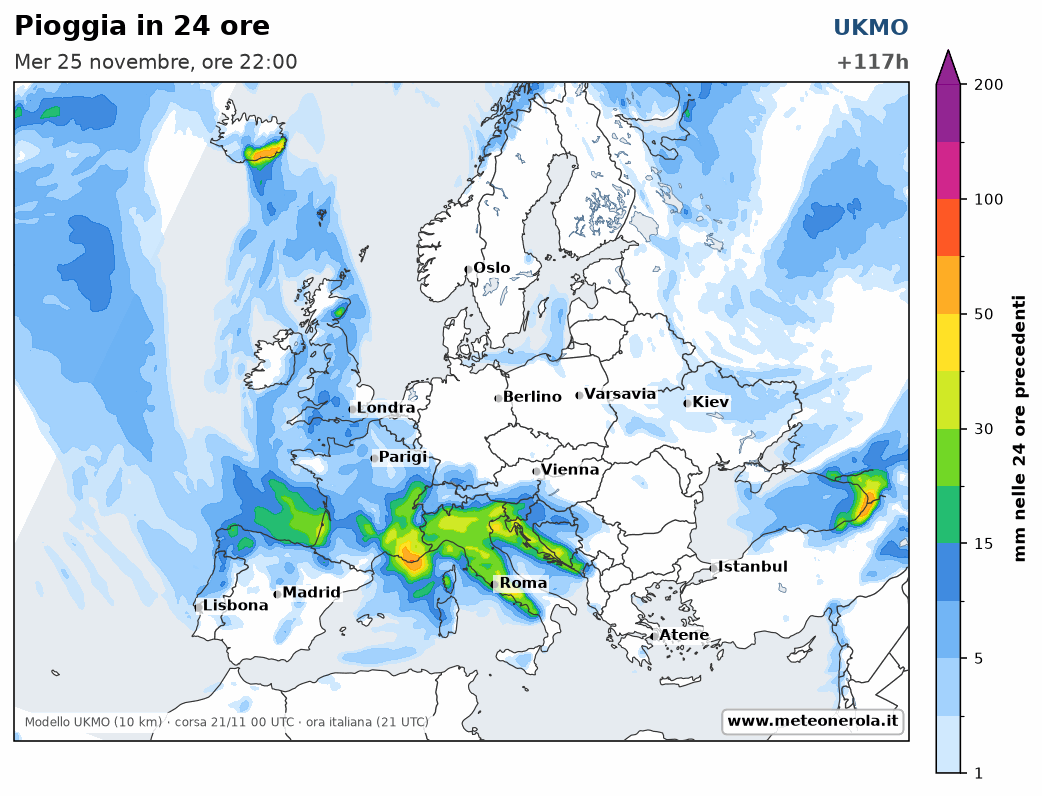 Pioggia in 24 ore
UKMO
Mer 25 novembre, ore 22:00
+117h
200
100
50
30
15
5
1
mm nelle 24 ore precedenti
Oslo
Berlino
Varsavia
Kiev
Londra
Parigi
Vienna
Istanbul
Madrid
Roma
Lisbona
Atene
Modello UKMO (10 km) · corsa 21/11 00 UTC · ora italiana (21 UTC)
www.meteonerola.it